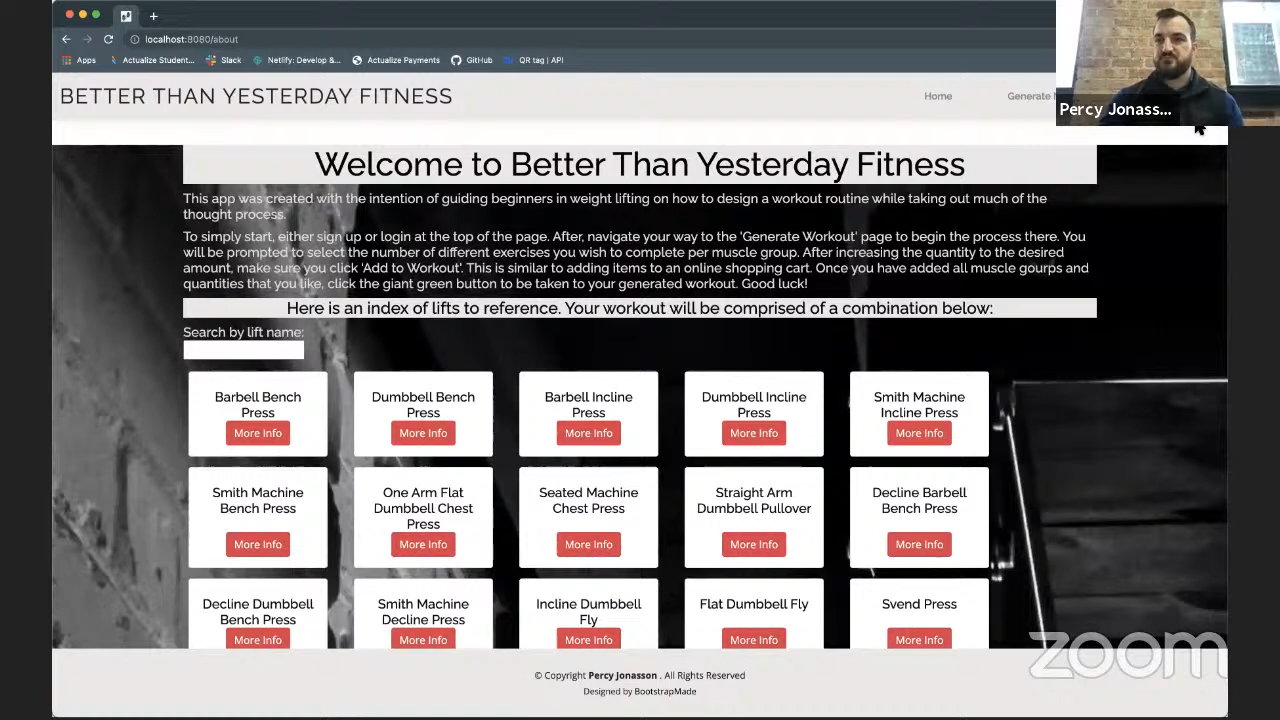 localhost:8080/about
Apps Actualize Student... Slack Netlify: Develop &... Actualize Payments GitHub QR tag | API
BETTER THAN YESTERDAY FITNESS
Home Generate
Percy Jonass...
Welcome to Better Than Yesterday Fitness
This app was created with the intention of guiding beginners in weight lifting on how to design a workout routine while taking out much of the
thought process.
To simply start, either sign up or login at the top of the page. After, navigate your way to the 'Generate Workout' page to begin the process there. You
will be prompted to select the number of different exercises you wish to complete per muscle group. After increasing the quantity to the desired
amount, make sure you click 'Add to Workout'. This is similar to adding items to an online shopping cart. Once you have added all muscle gourps and
quantities that you like, click the giant green button to be taken to your generated workout. Good luck!
Here is an index of lifts to reference. Your workout will be comprised of a combination below:
Search by lift name:
Barbell Bench
Press
More Info
Dumbbell Bench
Press
More Info
Barbell Incline
Press
More Info
Dumbbell Incline
Press
More Info
Smith Machine
Incline Press
More Info
Smith Machine
Bench Press
More Info
One Arm Flat
Dumbbell Chest
Press
More Info
Seated Machine
Chest Press
More Info
Straight Arm
Dumbbell Pullover
More Info
Decline Barbell
Bench Press
More Info
Decline Dumbbell
Bench Press
More Info
Smith Machine
Decline Press
More Info
Incline Dumbbell
Fly
More Info
Flat Dumbbell Fly
More Info
Svend Press
More Info
zoom
© Copyright Percy Jonasson . All Rights Reserved
Designed by BootstrapMade